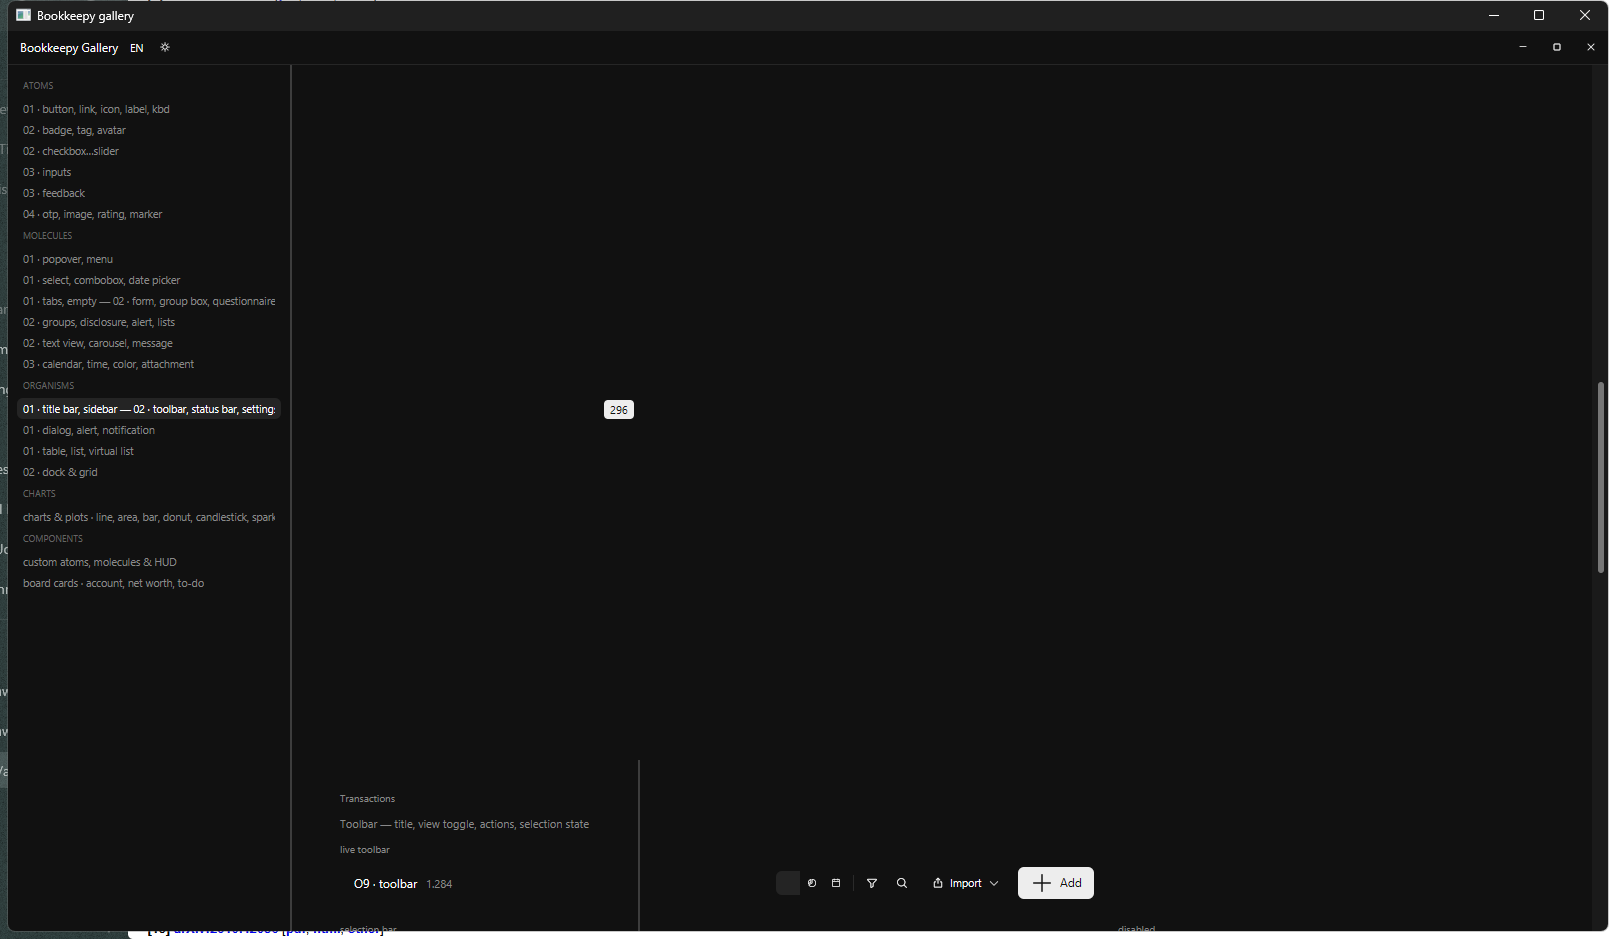 Bookkeepy gallery
Bookkeepy Gallery EN
ATOMS
01 · button, link, icon, label, kbd
02 · badge, tag, avatar
02 · checkbox...slider
03 · inputs
03 · feedback
04 · otp, image, rating, marker
MOLECULES
01 · popover, menu
01 · select, combobox, date picker
01 · tabs, empty — 02 · form, group box, questionnaire
02 · groups, disclosure, alert, lists
02 · text view, carousel, message
03 · calendar, time, color, attachment
ORGANISMS
01 · title bar, sidebar — 02 · toolbar, status bar, setting
01 · dialog, alert, notification
01 · table, list, virtual list
02 · dock & grid
CHARTS
charts & plots · line, area, bar, donut, candlestick, spark
COMPONENTS
custom atoms, molecules & HUD
board cards · account, net worth, to-do
296
Transactions
Toolbar — title, view toggle, actions, selection state
live toolbar
O9 · toolbar 1.284
Import
Add
selection bar
disabled